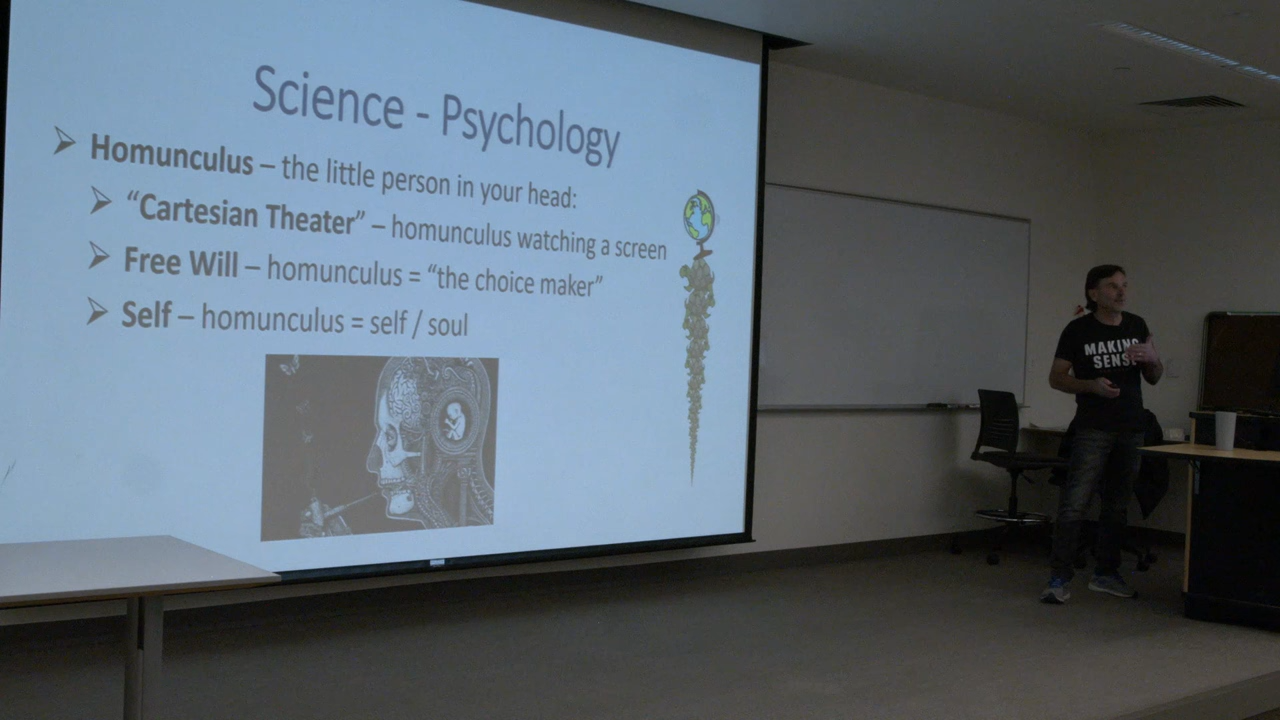 Science - Psychology
Homunculus – the little person in your head:
"Cartesian Theater" – homunculus watching a screen
Free Will – homunculus = "the choice maker"
Self – homunculus = self / soul
MAKING
SENSE